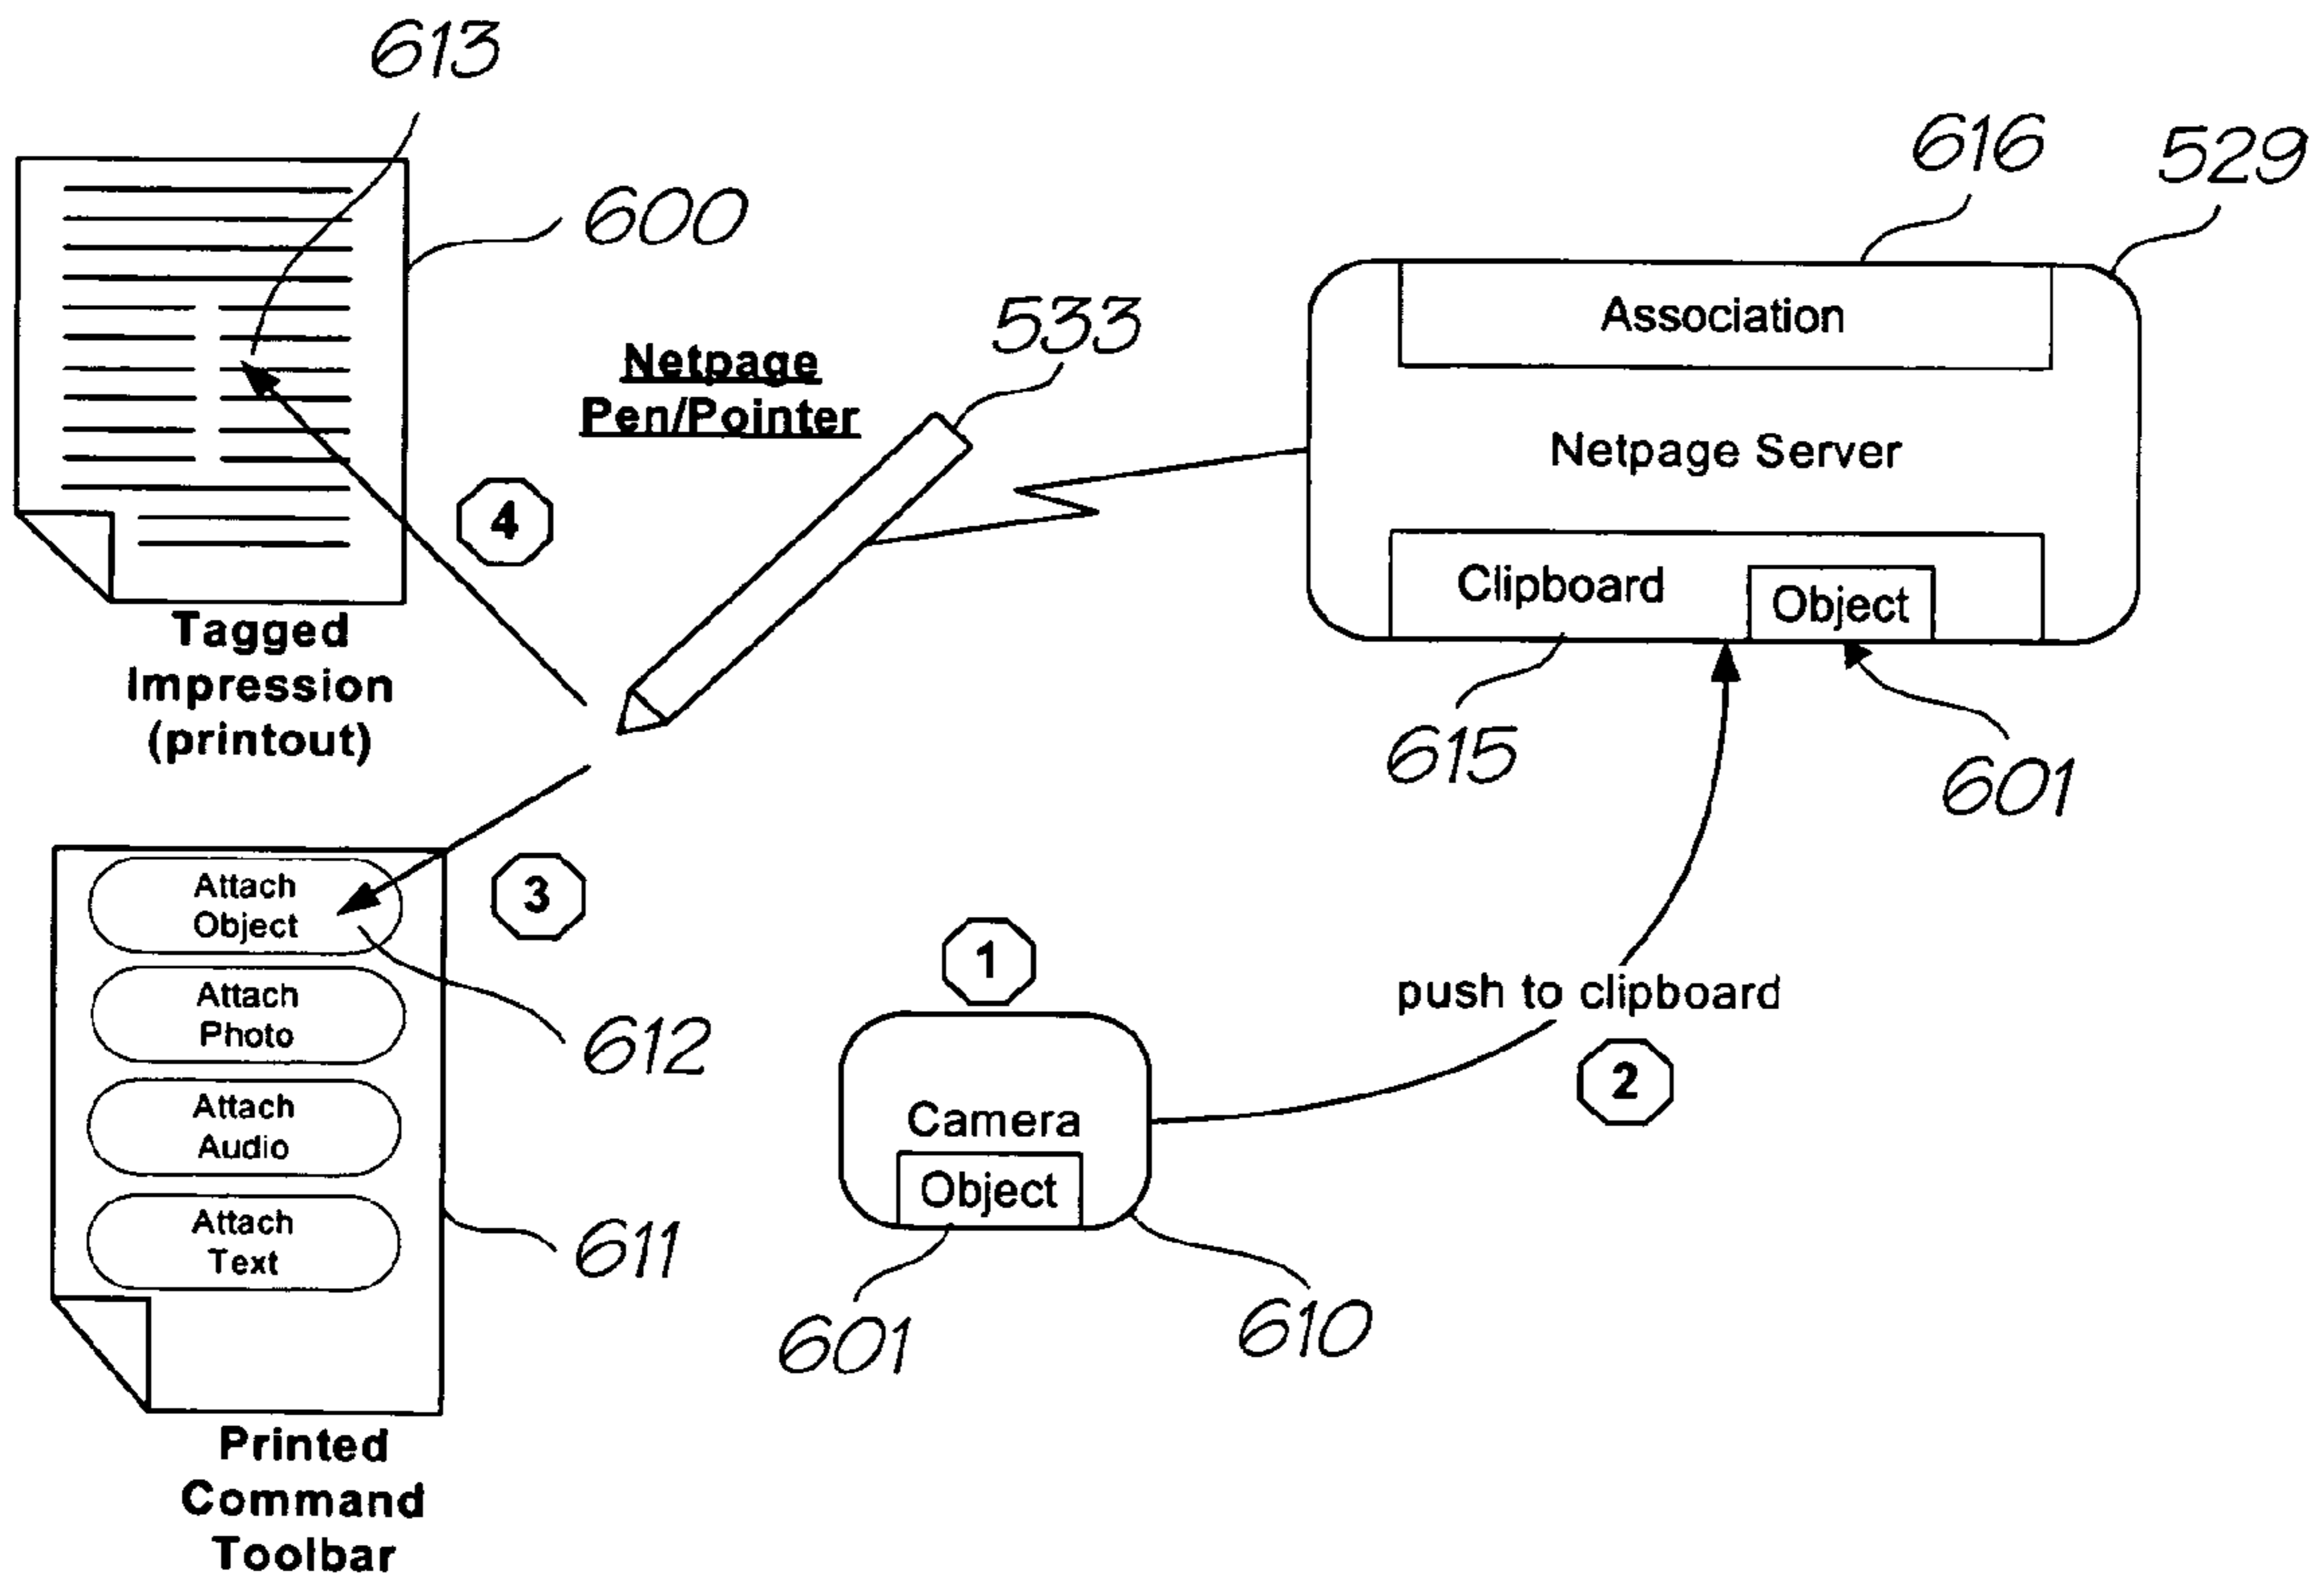 613
616
529
600
Association
533
Netpage
Pen/Pointer
Netpage Server
4
Clipboard
Object
Tagged
Impression
(printout)
615
601
Attach
Object
3
1
push to clipboard
Attach
Photo
612
2
Attach
Audio
Camera
Object
Attach
Text
611
601
610
Printed
Command
Toolbar